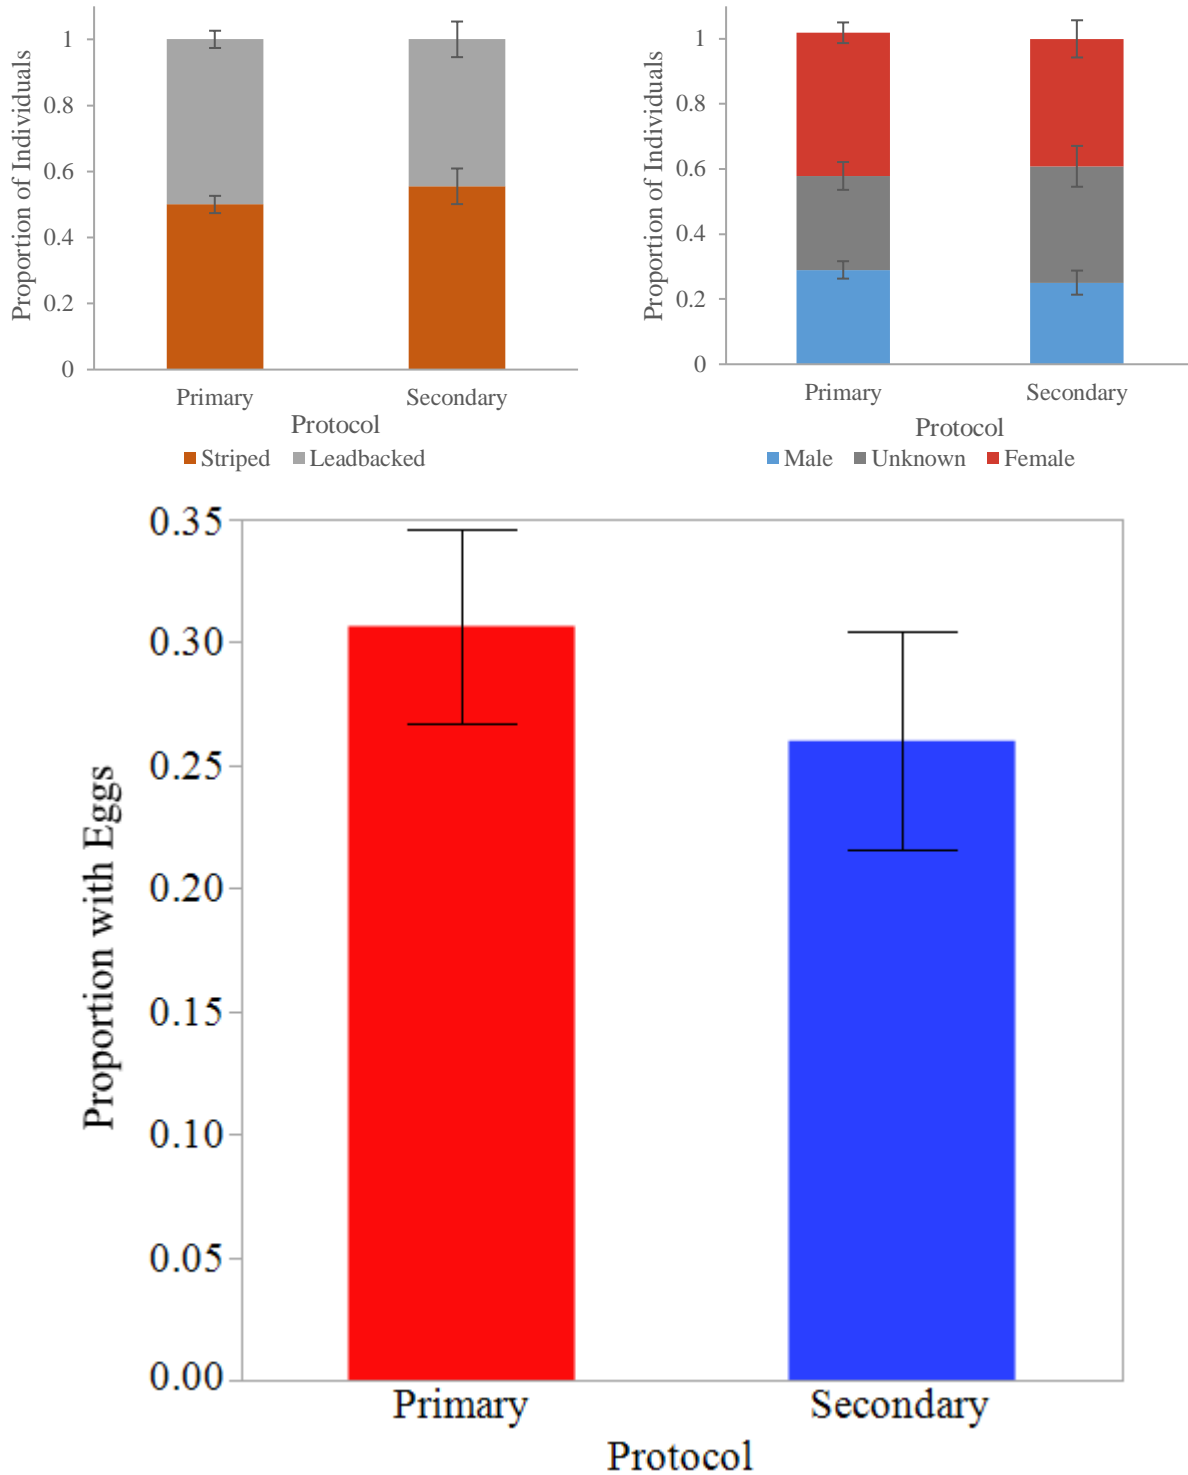 Proportion of Individuals
1
0.8
0.6
0.4
0.2
0
Primary Secondary
Protocol
Striped Leadbacked
Proportion of Individuals
1
0.8
0.6
0.4
0.2
0
Primary Secondary
Protocol
Male Unknown Female
Proportion with Eggs
0.35
0.30
0.25
0.20
0.15
0.10
0.05
0.00
Primary Secondary
Protocol